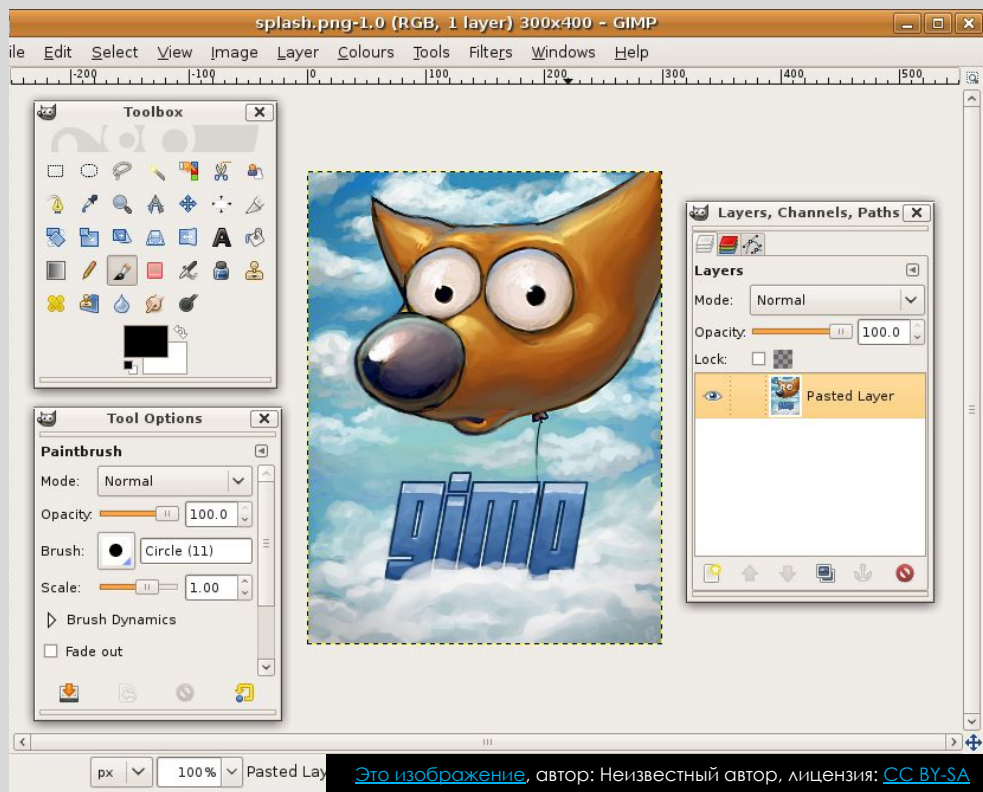 splash.png-1.0 (RGB, 1 layer) 300x400 – GIMP
ile Edit Select View Image Layer Colours Tools Filters Windows Help
-200 -100 0 100 200 300 400 500
Toolbox
Layers, Channels, Paths
Layers
Mode: Normal
Opacity: 100.0
Lock:
Pasted Layer
gimp
Tool Options
Paintbrush
Mode: Normal
Opacity: 100.0
Brush: Circle (11)
Scale: 1.00
Brush Dynamics
Fade out
px 100% Pasted Lay
Это изображение, автор: Неизвестный автор, лицензия: CC BY-SA